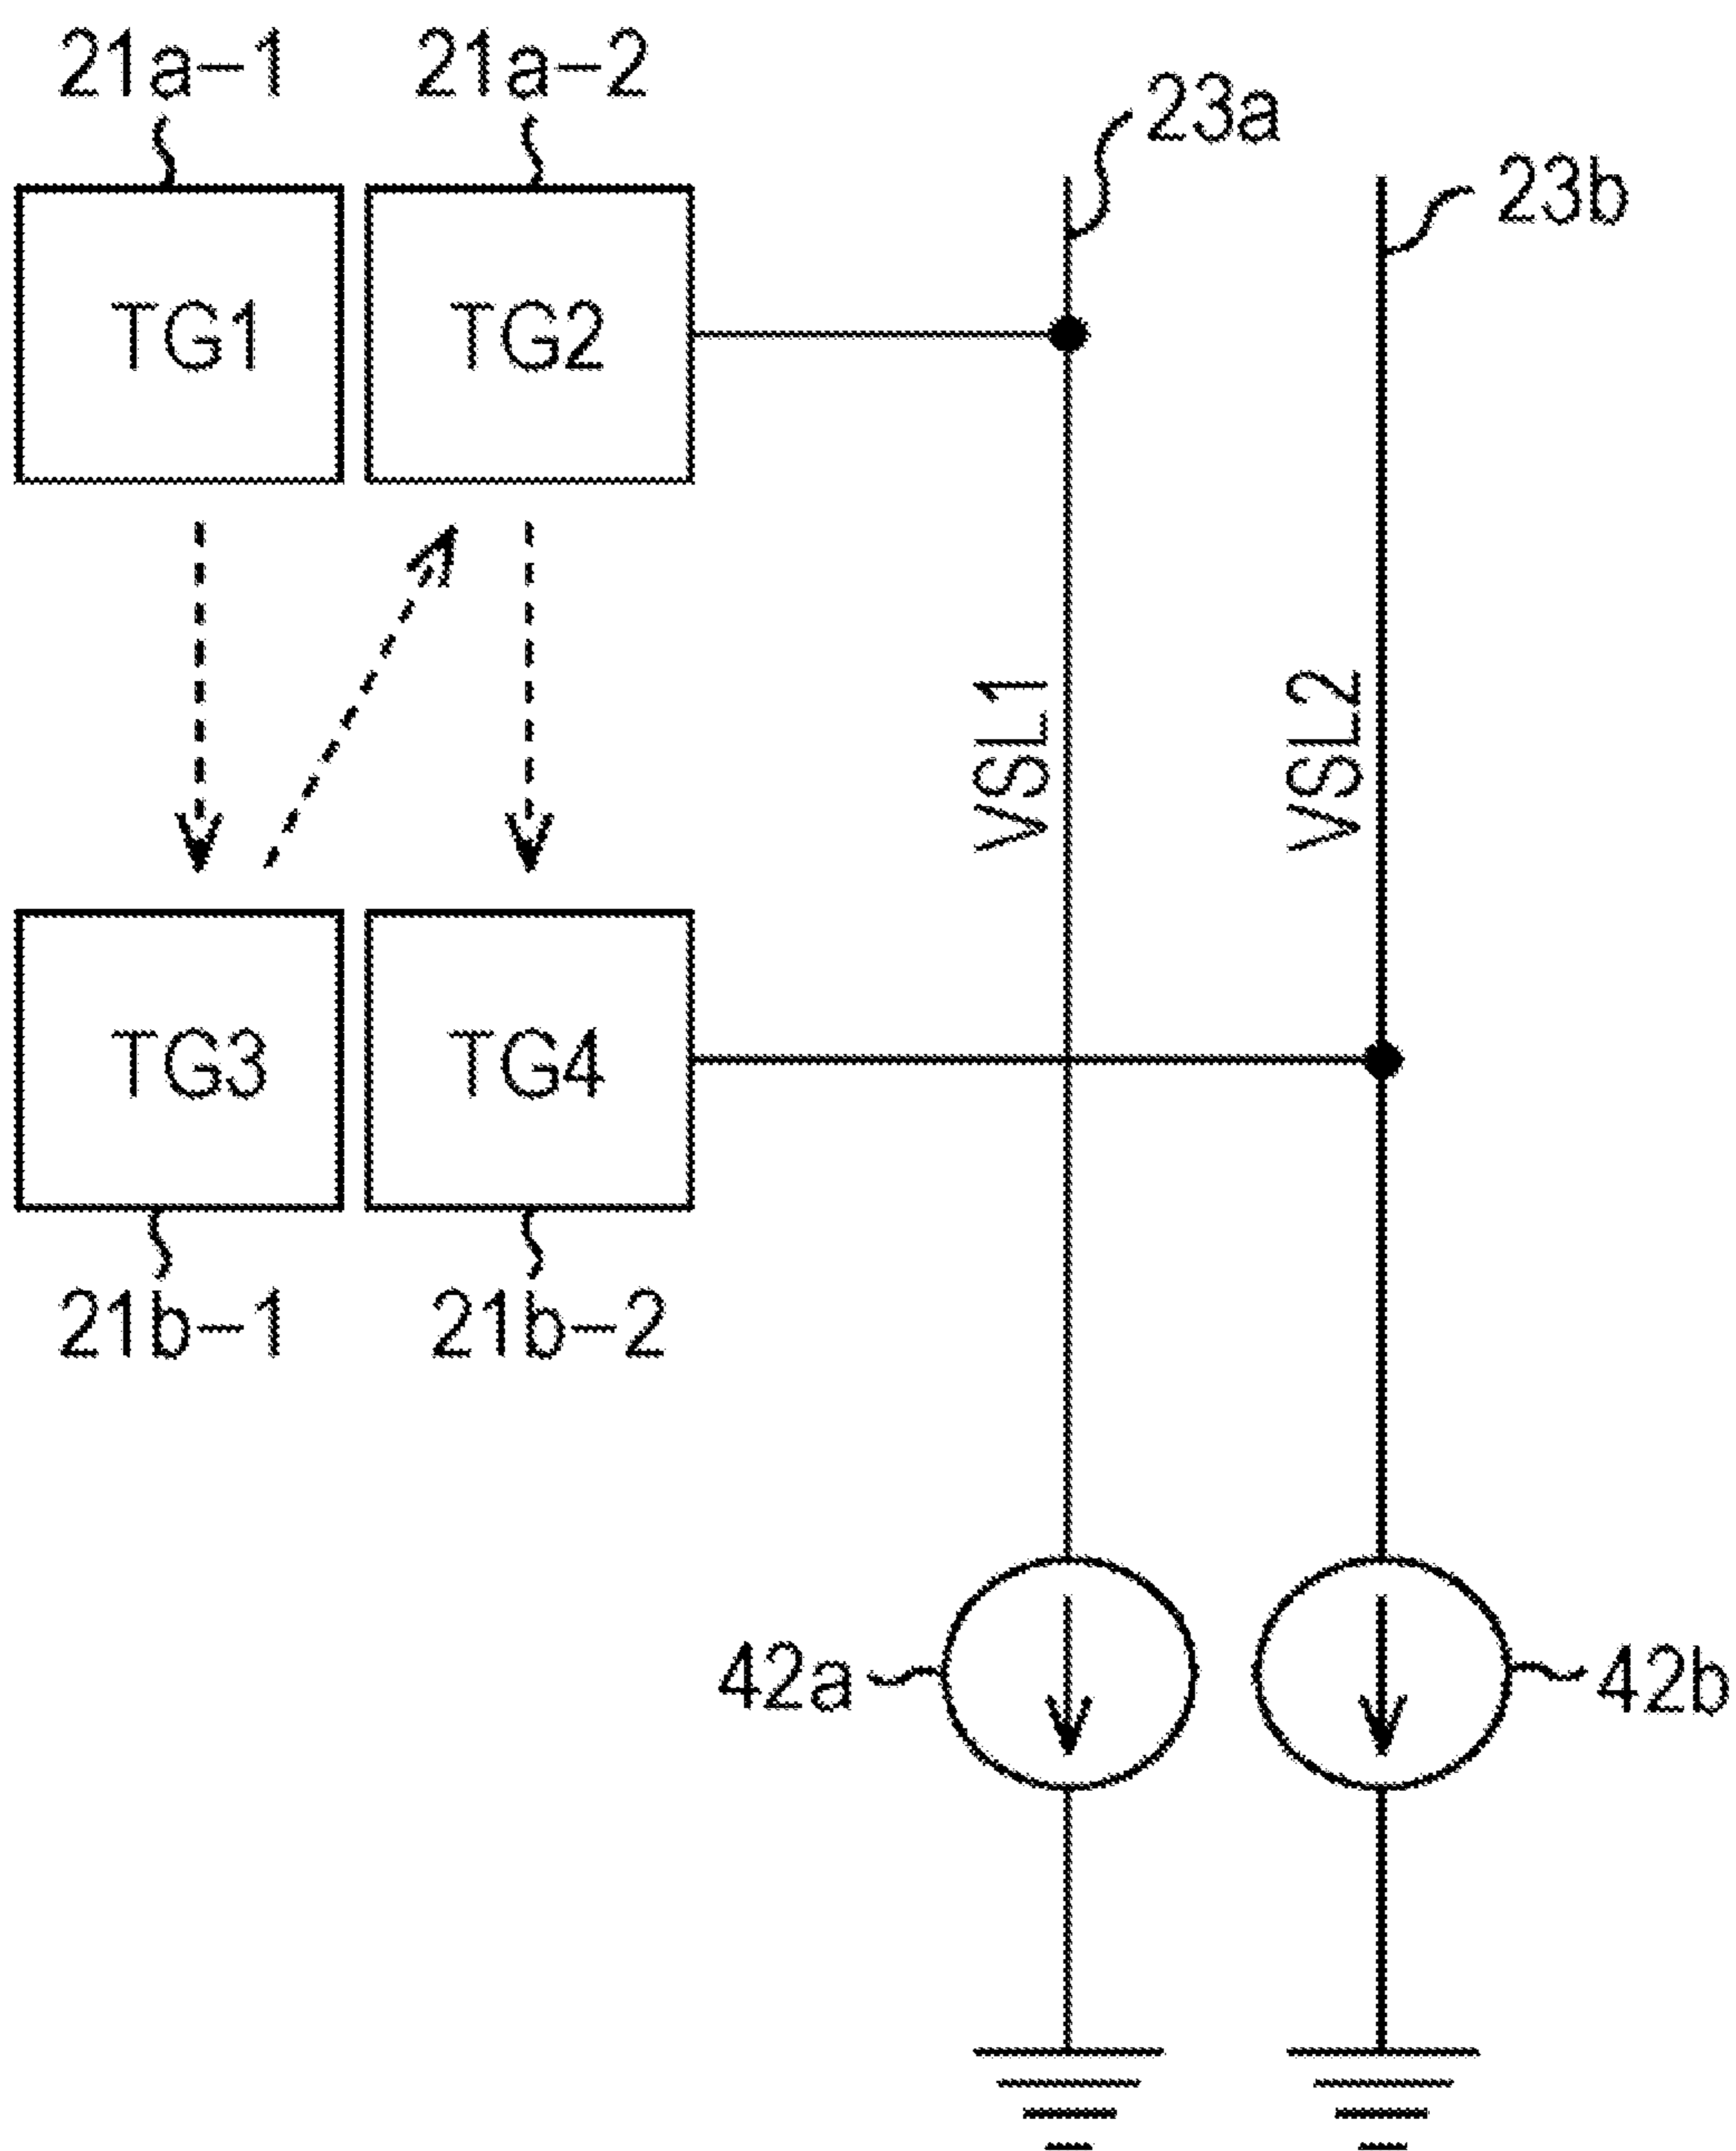 21a-1
21a-2
23a
23b
TG1
TG2
VSL1
VSL2
TG3
TG4
21b-1
21b-2
42a
42b